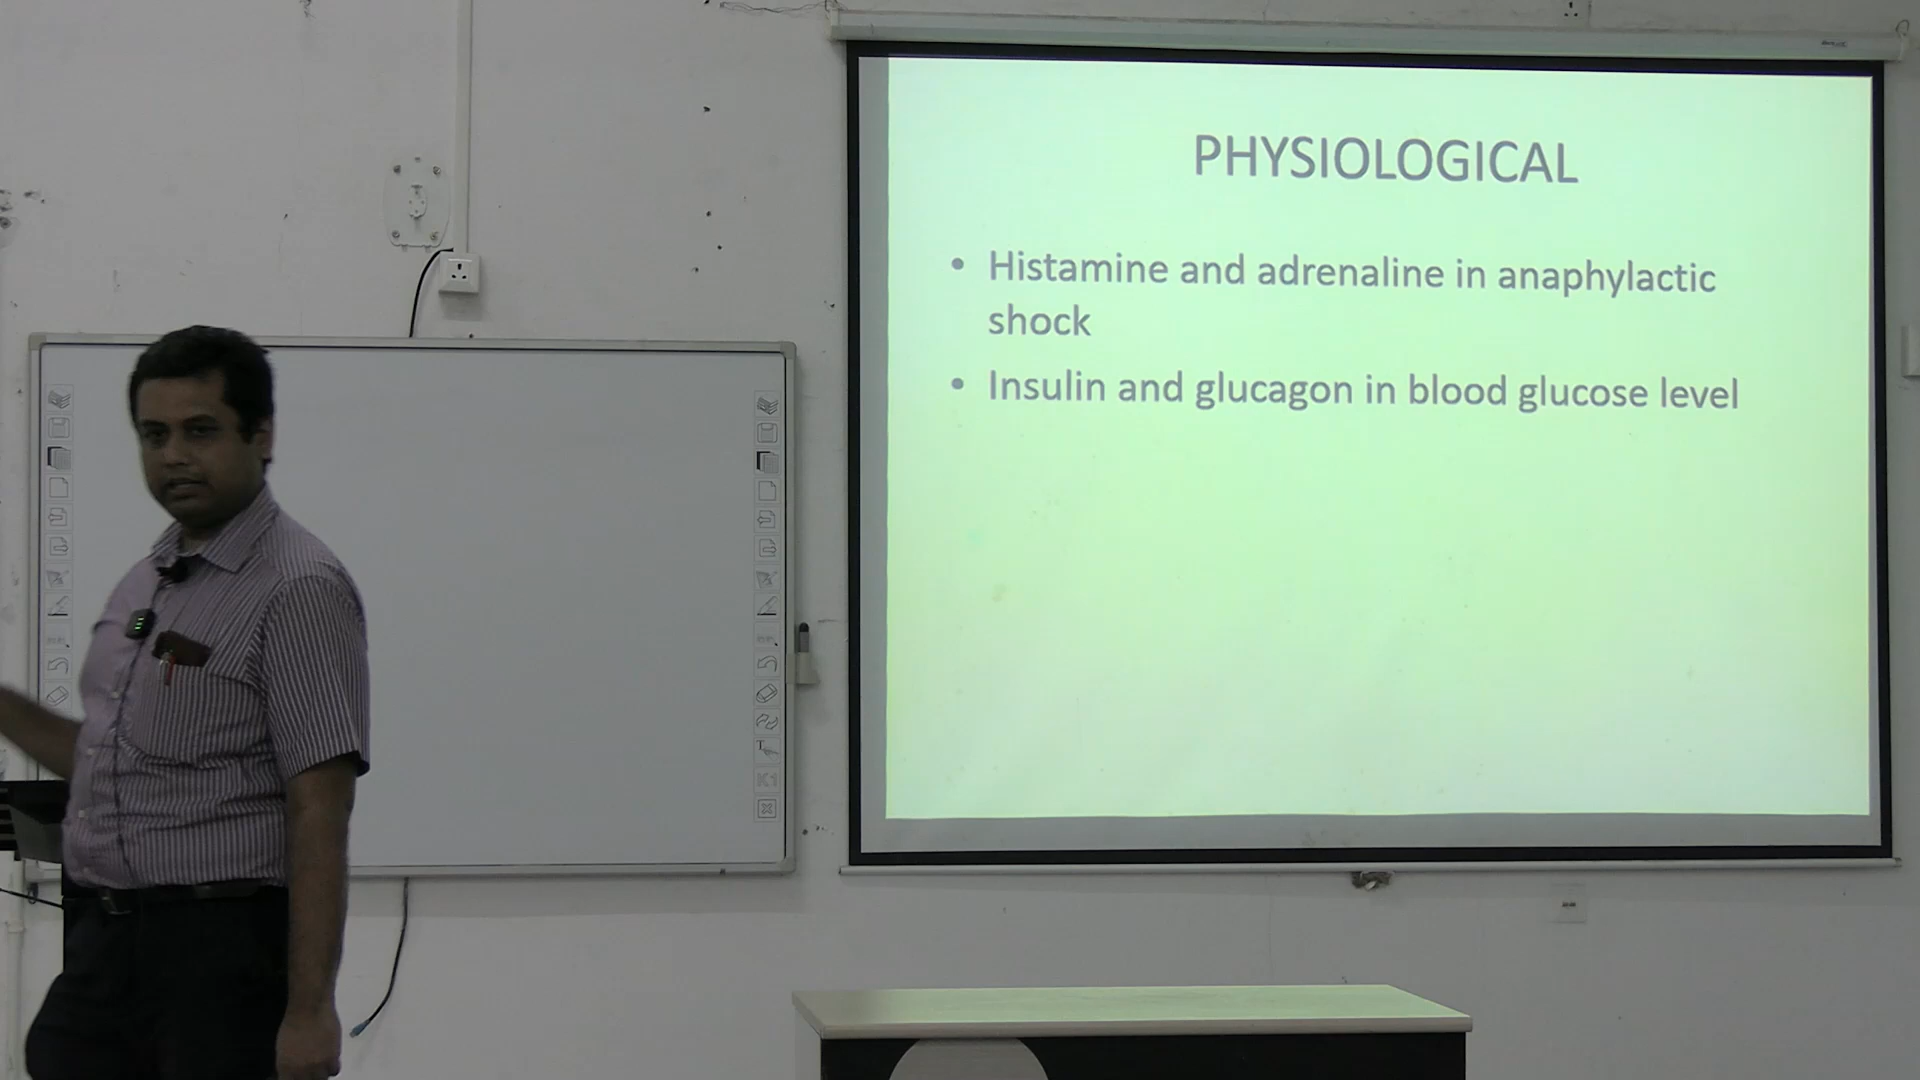 PHYSIOLOGICAL
• Histamine and adrenaline in anaphylactic
shock
• Insulin and glucagon in blood glucose level